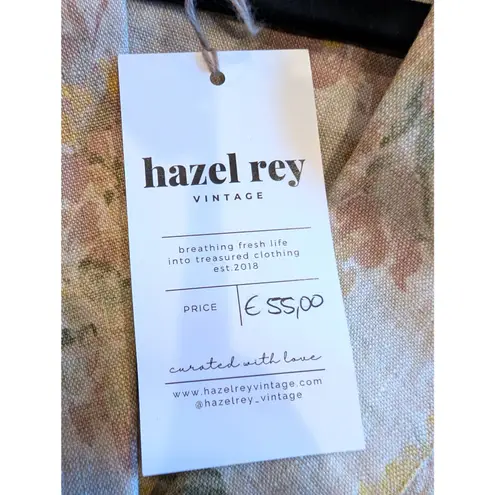 hazel rey
VINTAGE
breathing fresh life
into treasured clothing
est.2018
PRICE € 55,00
curated with love
www.hazelreyvintage.com
@hazelrey_vintage